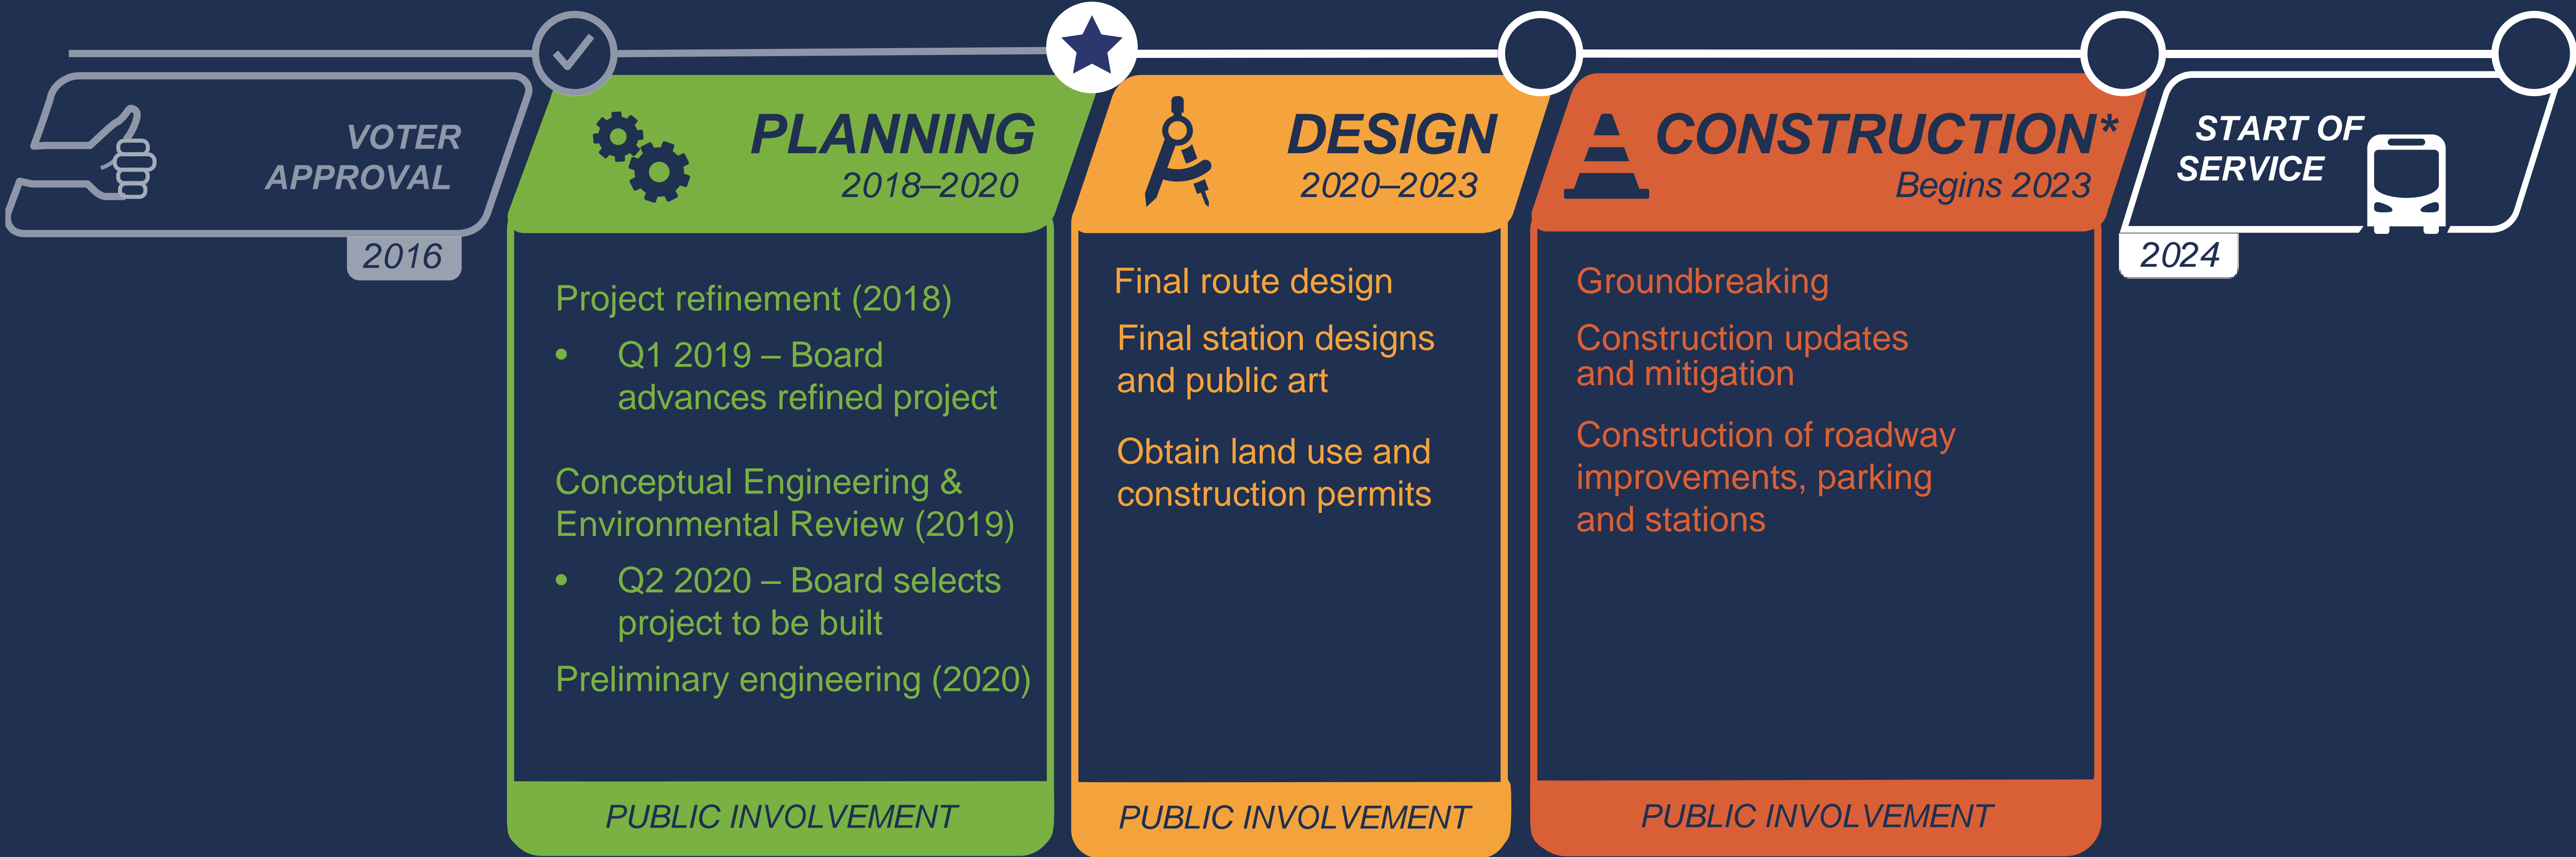 VOTER
APPROVAL
2016
PLANNING
2018–2020
Project refinement (2018)
• Q1 2019 – Board
advances refined project
Conceptual Engineering &
Environmental Review (2019)
• Q2 2020 – Board selects
project to be built
Preliminary engineering (2020)
PUBLIC INVOLVEMENT
DESIGN
2020–2023
Final route design
Final station designs
and public art
Obtain land use and
construction permits
PUBLIC INVOLVEMENT
CONSTRUCTION*
Begins 2023
Groundbreaking
Construction updates
and mitigation
Construction of roadway
improvements, parking
and stations
PUBLIC INVOLVEMENT
START OF
SERVICE
2024